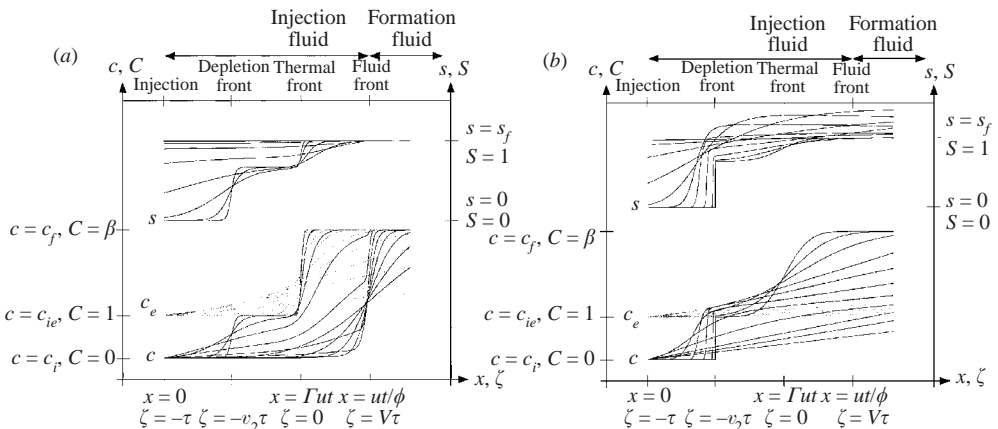 (a)
Injection fluid
Formation fluid
c, C
s, S
Injection
Depletion front
Thermal front
Fluid front
s = s_f
S = 1
s
s = 0
S = 0
c = c_f, C = β
c_e
c = c_ie, C = 1
c = c_i, C = 0
c
x, ζ
x = 0
x = Γut
x = ut/ϕ
ζ = −τ
ζ = −v_2τ
ζ = 0
ζ = Vτ
(b)
Injection fluid
Formation fluid
c, C
s, S
Injection
Depletion front
Thermal front
Fluid front
s = s_f
S = 1
s
s = 0
S = 0
c = c_f, C = β
c_e
c = c_ie, C = 1
c = c_i, C = 0
c
x, ζ
x = 0
x = Γut
x = ut/ϕ
ζ = −τ
ζ = −v_2τ
ζ = 0
ζ = Vτ